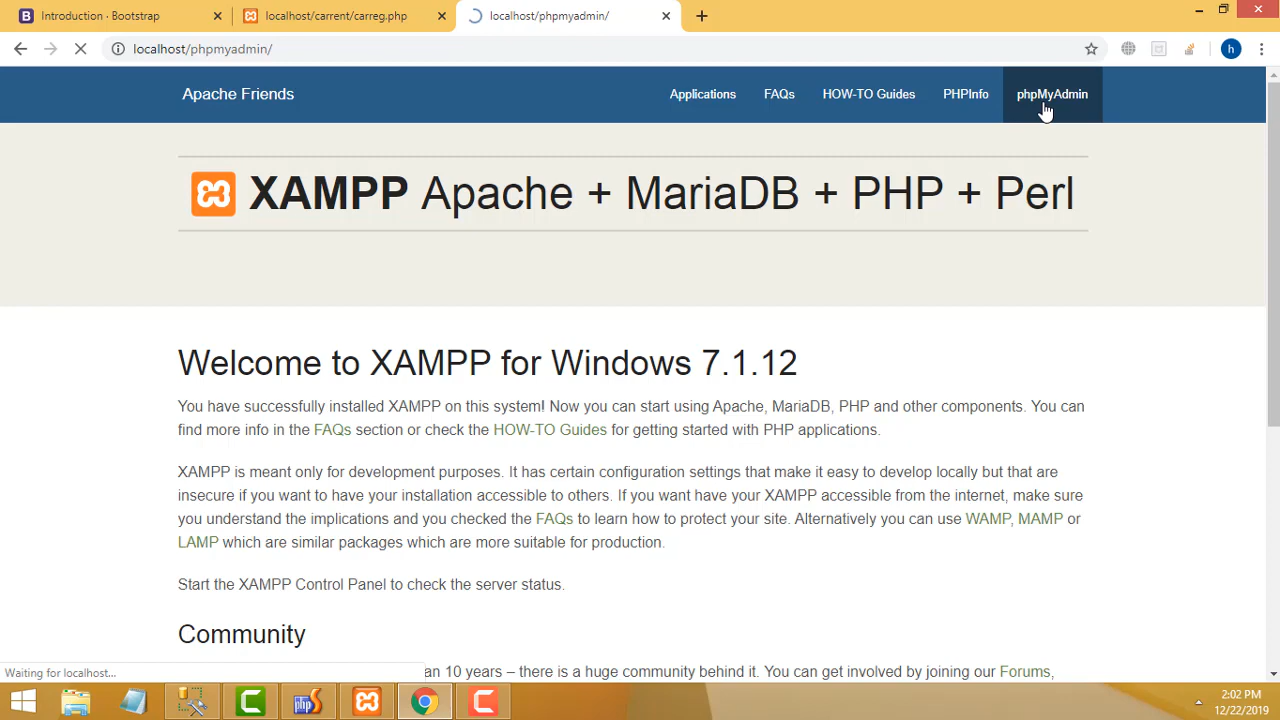 Introduction · Bootstrap
localhost/carrent/carreg.php
localhost/phpmyadmin/
localhost/phpmyadmin/
h
Apache Friends
Applications
FAQs
HOW-TO Guides
PHPInfo
phpMyAdmin
XAMPP Apache + MariaDB + PHP + Perl
Welcome to XAMPP for Windows 7.1.12
You have successfully installed XAMPP on this system! Now you can start using Apache, MariaDB, PHP and other components. You can
find more info in the FAQs section or check the HOW-TO Guides for getting started with PHP applications.
XAMPP is meant only for development purposes. It has certain configuration settings that make it easy to develop locally but that are
insecure if you want to have your installation accessible to others. If you want have your XAMPP accessible from the internet, make sure
you understand the implications and you checked the FAQs to learn how to protect your site. Alternatively you can use WAMP, MAMP or
LAMP which are similar packages which are more suitable for production.
Start the XAMPP Control Panel to check the server status.
Community
an 10 years – there is a huge community behind it. You can get involved by joining our Forums,
Waiting for localhost...
2:02 PM
12/22/2019